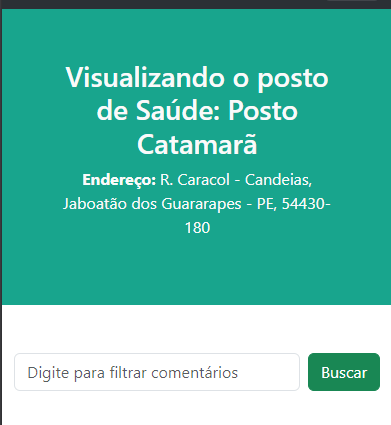 Visualizando o posto
de Saúde: Posto
Catamarã
Endereço: R. Caracol - Candeias,
Jaboatão dos Guararapes - PE, 54430-
180
Digite para filtrar comentários
Buscar